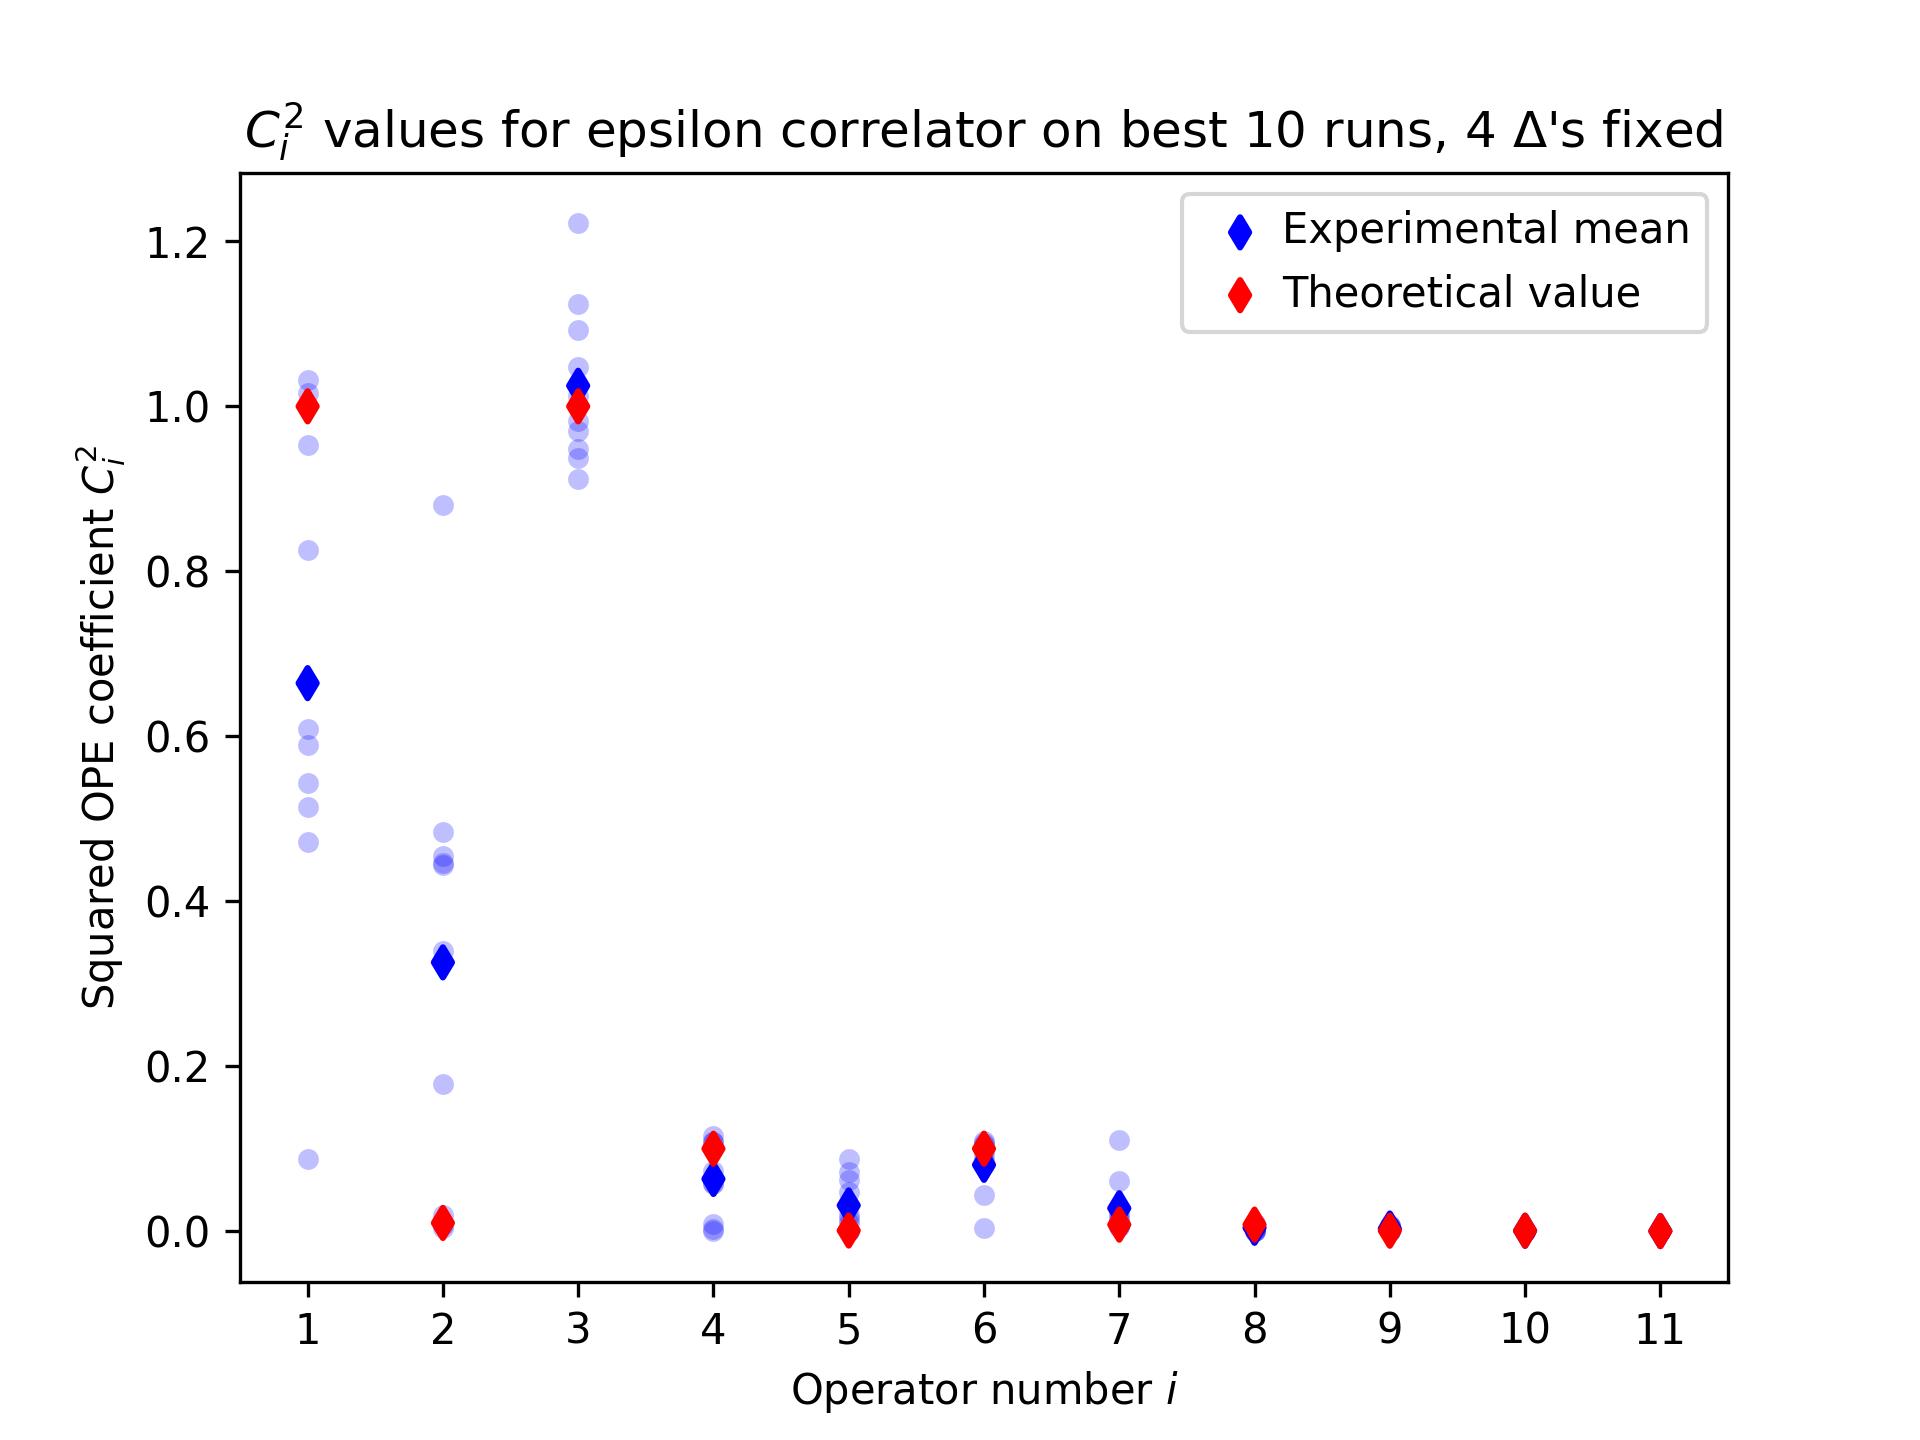 $C_i^2$ values for epsilon correlator on best 10 runs, 4 Δ's fixed
Experimental mean
Theoretical value
Squared OPE coefficient $C_i^2$
1.2
1.0
0.8
0.6
0.4
0.2
0.0
1 2 3 4 5 6 7 8 9 10 11
Operator number i